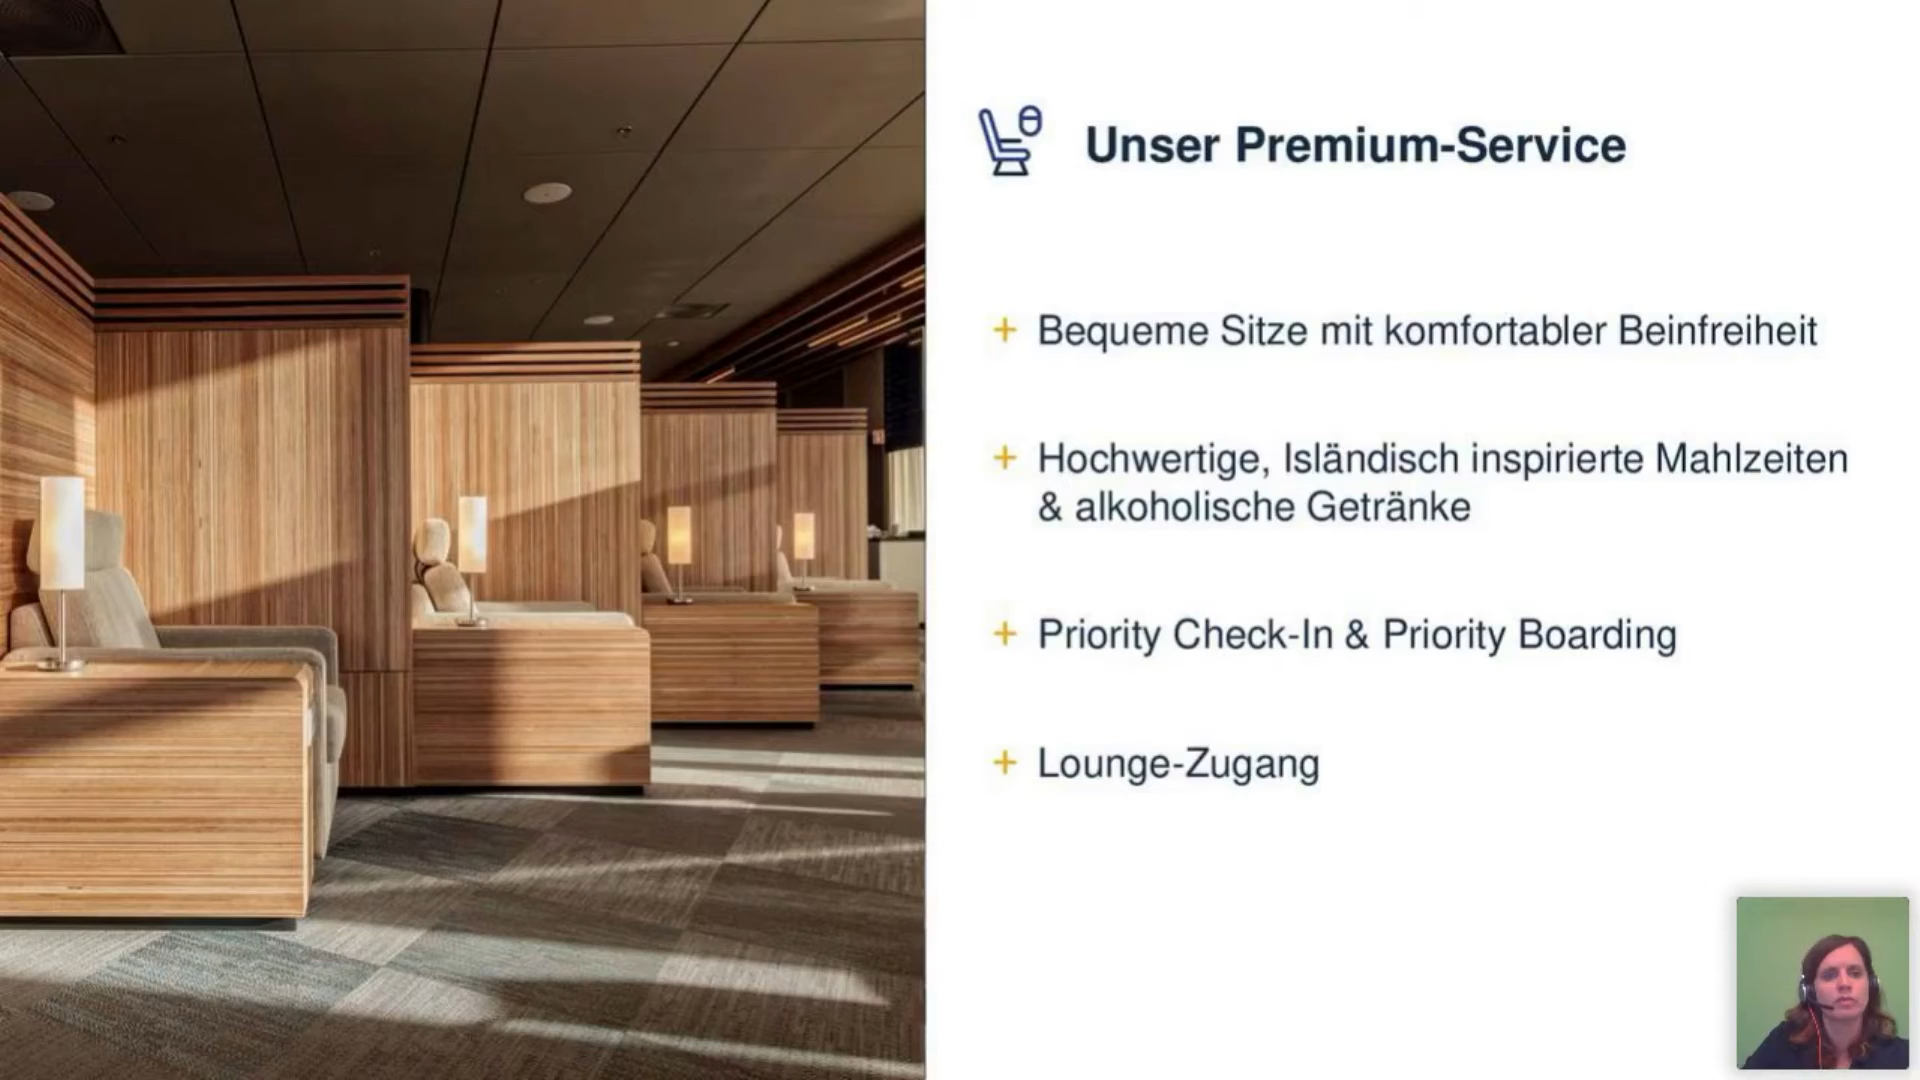 Unser Premium-Service
+ Bequeme Sitze mit komfortabler Beinfreiheit
+ Hochwertige, Isländisch inspirierte Mahlzeiten
& alkoholische Getränke
+ Priority Check-In & Priority Boarding
+ Lounge-Zugang